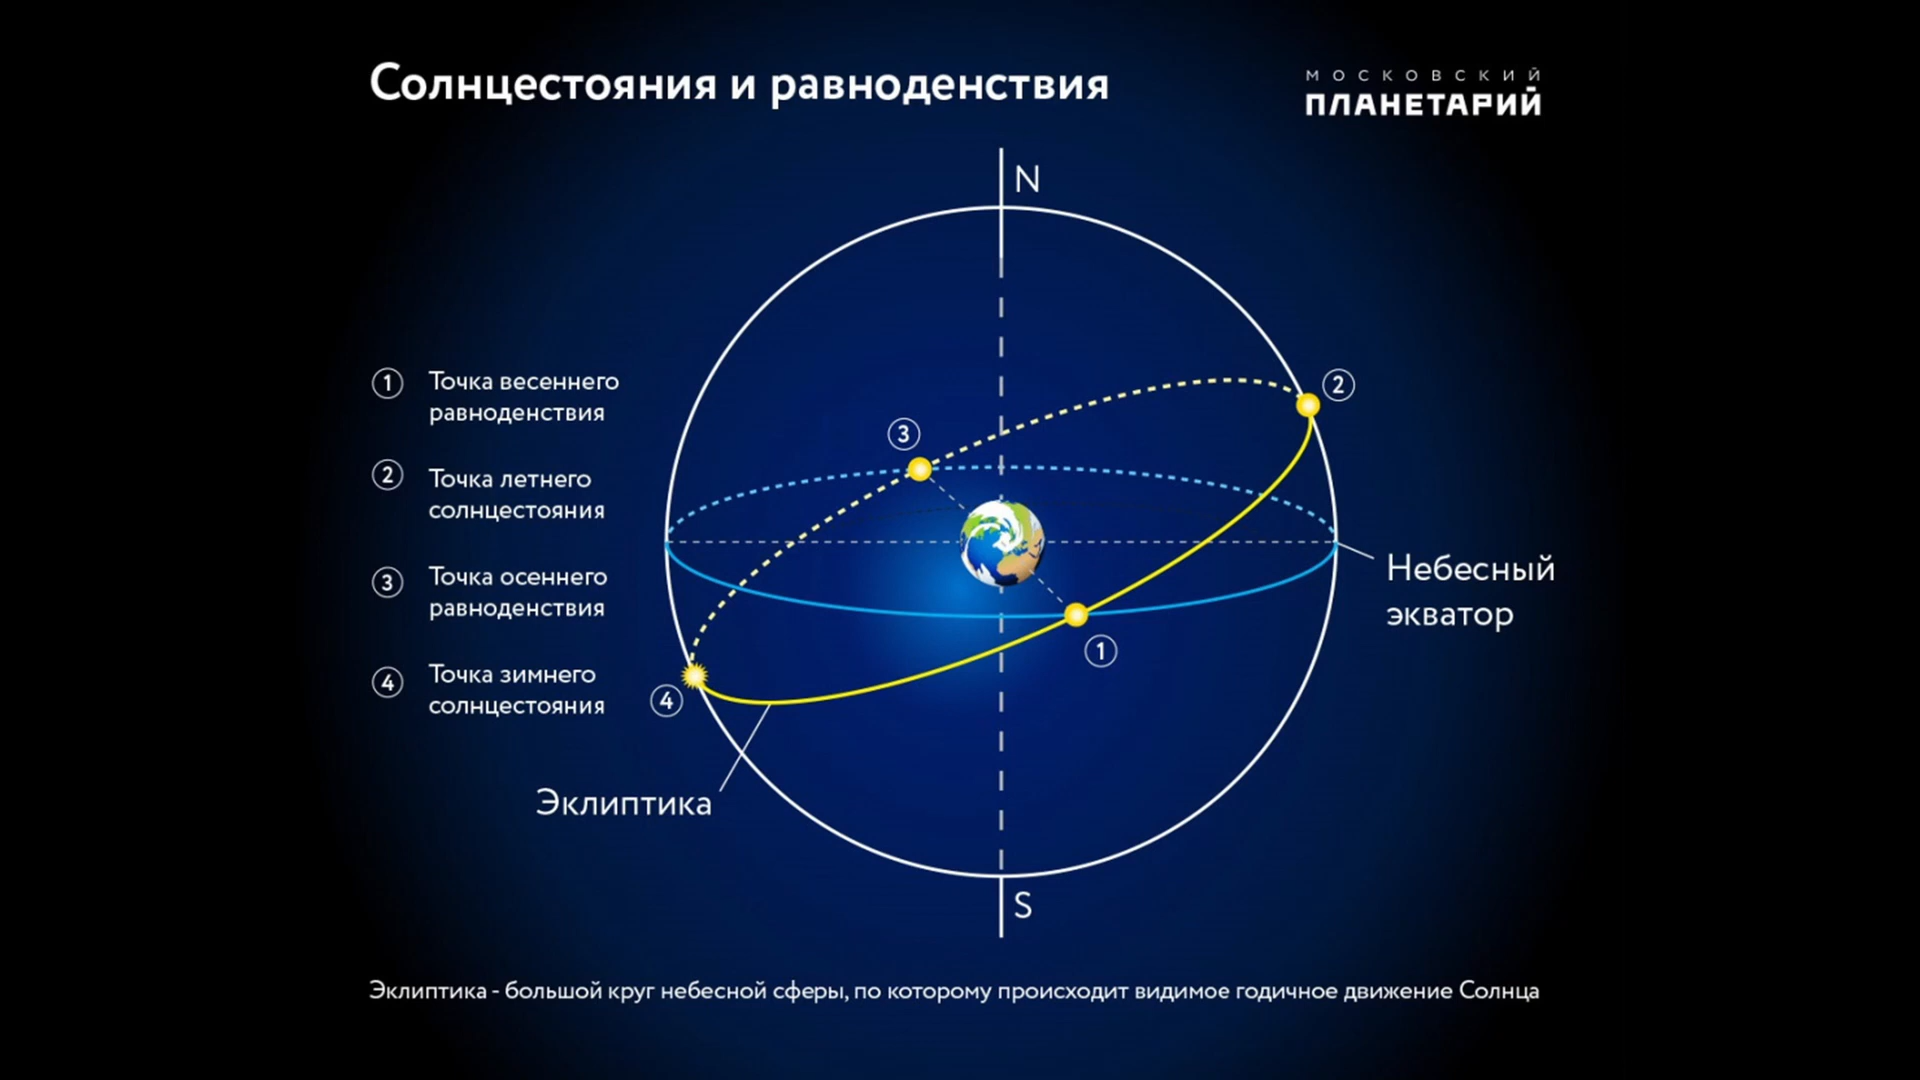 Солнцестояния и равноденствия
МОСКОВСКИЙ
ПЛАНЕТАРИЙ
N
2
3
1 Точка весеннего
равноденствия
2 Точка летнего
солнцестояния
3 Точка осеннего
равноденствия
4 Точка зимнего
солнцестояния
Небесный
экватор
1
4
Эклиптика
S
Эклиптика - большой круг небесной сферы, по которому происходит видимое годичное движение Солнца